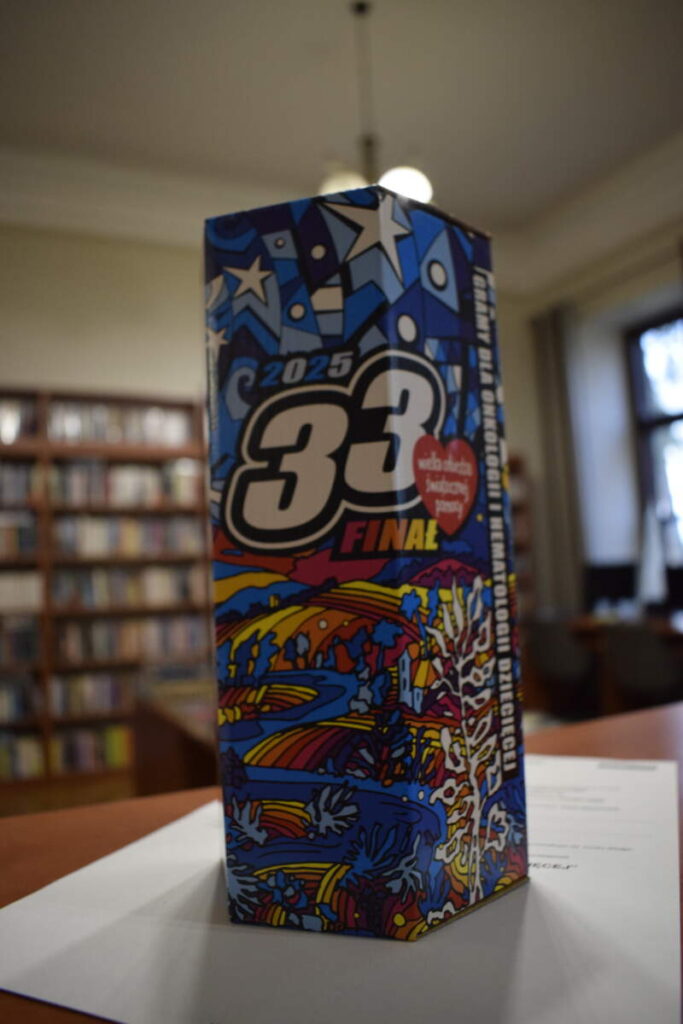 2025
33
FINAŁ
wielka orkiestra
świątecznej
pomocy
GRAMY DLA ONKOLOGII I HEMATOLOGII DZIECIĘCEJ